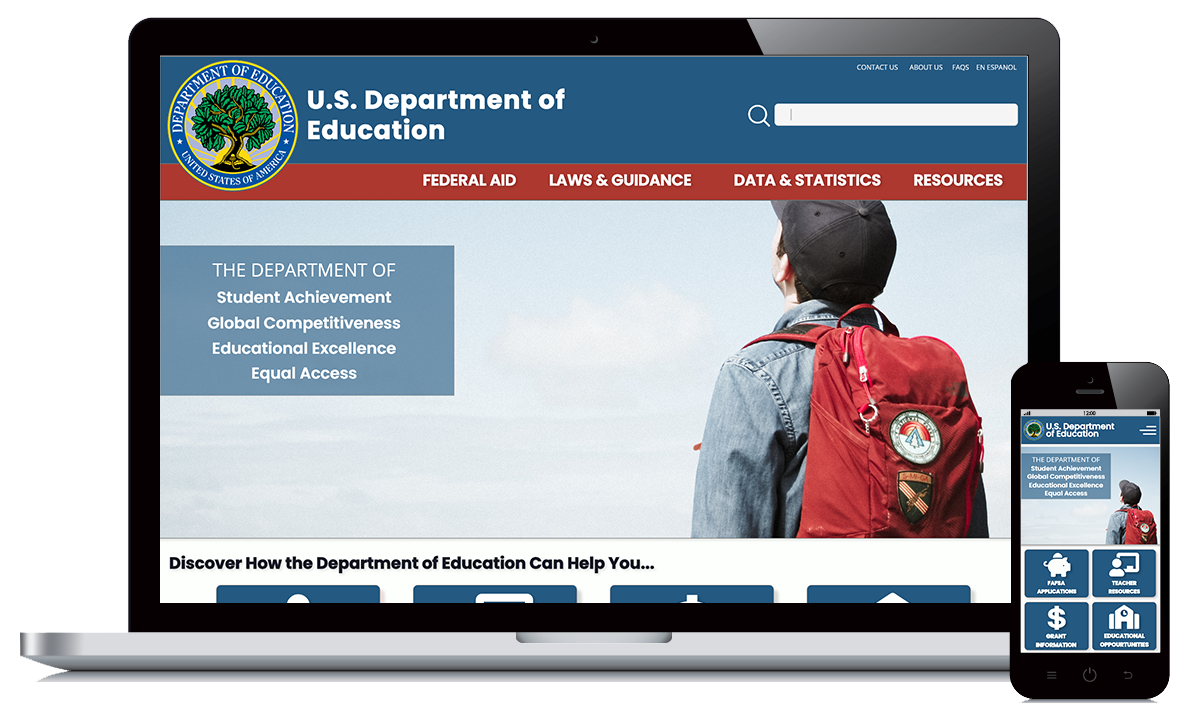 CONTACT US ABOUT US FAQS EN ESPANOL
DEPARTMENT OF EDUCATION
UNITED STATES OF AMERICA
U.S. Department of
Education
FEDERAL AID LAWS & GUIDANCE DATA & STATISTICS RESOURCES
THE DEPARTMENT OF
Student Achievement
Global Competitiveness
Educational Excellence
Equal Access
Discover How the Department of Education Can Help You...
12:00
U.S. Department
of Education
THE DEPARTMENT OF
Student Achievement
Global Competitiveness
Educational Excellence
Equal Access
FAFSA
APPLICATIONS
TEACHER
RESOURCES
GRANT
INFORMATION
EDUCATIONAL
OPPOURTUNITIES